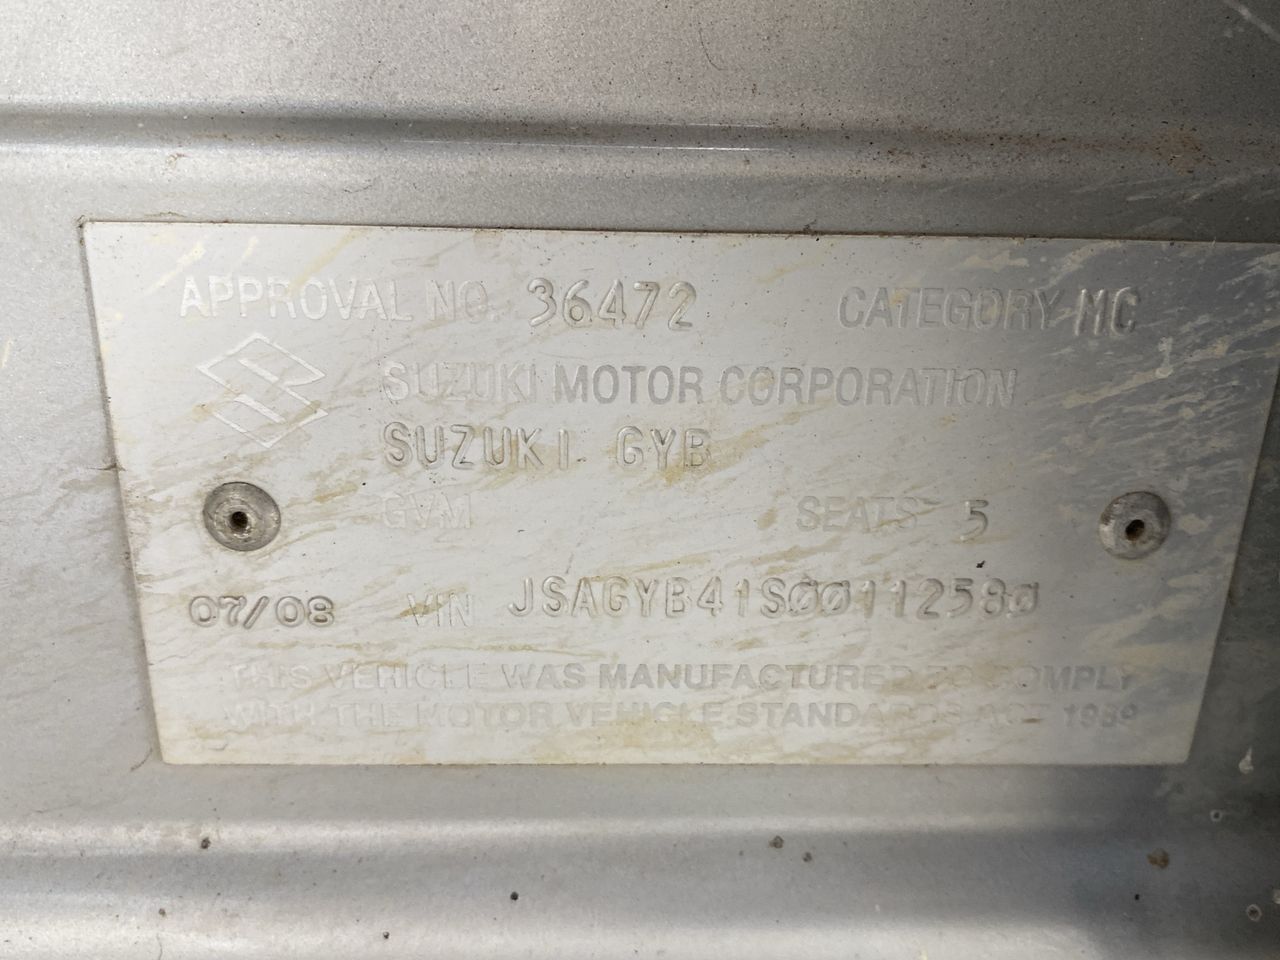 APPROVAL NO. 36472 CATEGORY MC
SUZUKI MOTOR CORPORATION
SUZUKI GYB
GVM SEATS 5
07/08 VIN JSAGYB41S00112580
THIS VEHICLE WAS MANUFACTURED TO COMPLY
WITH THE MOTOR VEHICLE STANDARDS ACT 1989